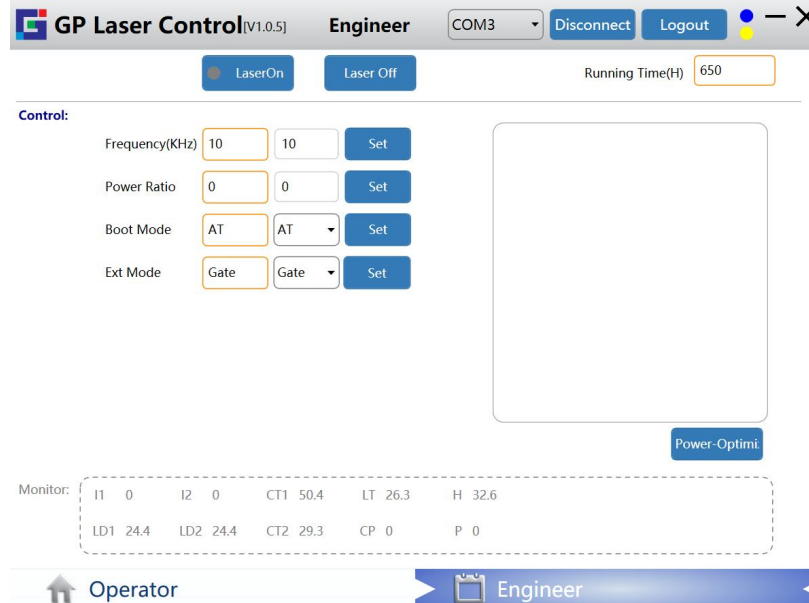 GP Laser Control[V1.0.5] Engineer COM3 Disconnect Logout
LaserOn Laser Off Running Time(H) 650
Control:
Frequency(KHz) 10 10 Set
Power Ratio 0 0 Set
Boot Mode AT AT Set
Ext Mode Gate Gate Set
Power-Optimi
Monitor:
I1 0 I2 0 CT1 50.4 LT 26.3 H 32.6
LD1 24.4 LD2 24.4 CT2 29.3 CP 0 P 0
Operator Engineer